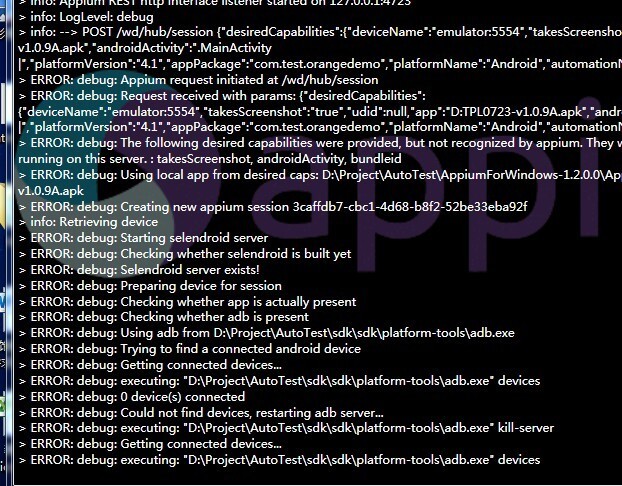 > info: Appium REST http interface listener started on 127.0.0.1:4723
> info: LogLevel: debug
> info: --> POST /wd/hub/session {"desiredCapabilities":{"deviceName":"emulator:5554","takesScreensho
v1.0.9A.apk","androidActivity":".MainActivity
|","platformVersion":"4.1","appPackage":"com.test.orangedemo","platformName":"Android","automationN
> ERROR: debug: Appium request initiated at /wd/hub/session
> ERROR: debug: Request received with params: {"desiredCapabilities":
{"deviceName":"emulator:5554","takesScreenshot":"true","udid":null,"app":"D:TPL0723-v1.0.9A.apk","andr
|","platformVersion":"4.1","appPackage":"com.test.orangedemo","platformName":"Android","automationN
> ERROR: debug: The following desired capabilities were provided, but not recognized by appium. They w
running on this server. : takesScreenshot, androidActivity, bundleid
> ERROR: debug: Using local app from desired caps: D:\Project\AutoTest\AppiumForWindows-1.2.0.0\Ap
v1.0.9A.apk
> ERROR: debug: Creating new appium session 3caffdb7-cbc1-4d68-b8f2-52be33eba92f
> info: Retrieving device
> ERROR: debug: Starting selendroid server
> ERROR: debug: Checking whether selendroid is built yet
> ERROR: debug: Selendroid server exists!
> ERROR: debug: Preparing device for session
> ERROR: debug: Checking whether app is actually present
> ERROR: debug: Checking whether adb is present
> ERROR: debug: Using adb from D:\Project\AutoTest\sdk\sdk\platform-tools\adb.exe
> ERROR: debug: Trying to find a connected android device
> ERROR: debug: Getting connected devices...
> ERROR: debug: executing: "D:\Project\AutoTest\sdk\sdk\platform-tools\adb.exe" devices
> ERROR: debug: 0 device(s) connected
> ERROR: debug: Could not find devices, restarting adb server...
> ERROR: debug: executing: "D:\Project\AutoTest\sdk\sdk\platform-tools\adb.exe" kill-server
> ERROR: debug: Getting connected devices...
> ERROR: debug: executing: "D:\Project\AutoTest\sdk\sdk\platform-tools\adb.exe" devices
appi